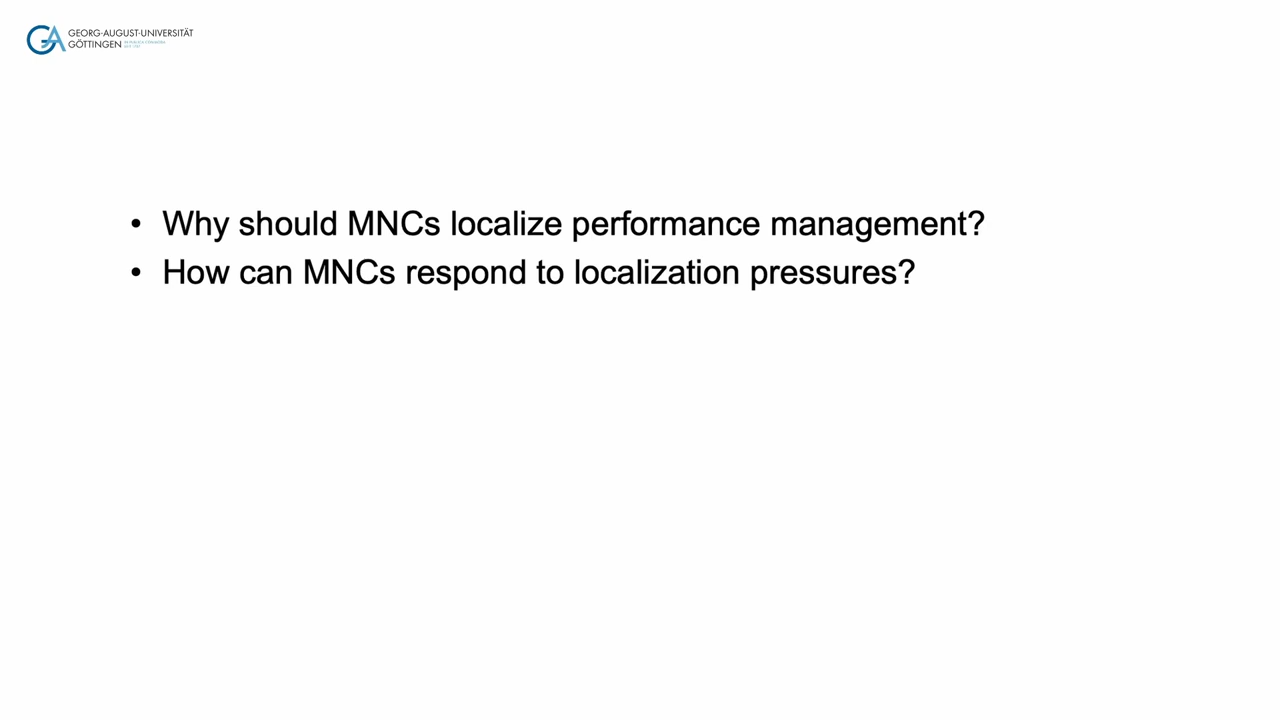 GEORG-AUGUST-UNIVERSITÄT
GÖTTINGEN
• Why should MNCs localize performance management?
• How can MNCs respond to localization pressures?